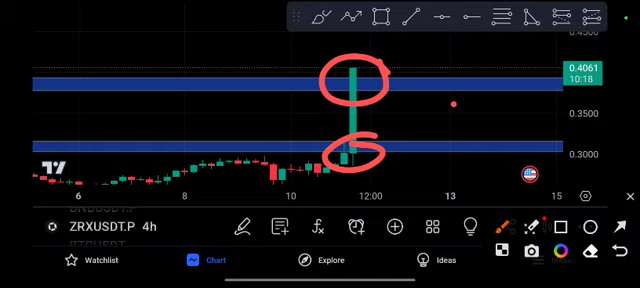 0.4061
10:18
0.3500
0.3000
6
8
10
12:00
13
15
ZRXUSDT.P 4h
Watchlist
Chart
Explore
Ideas